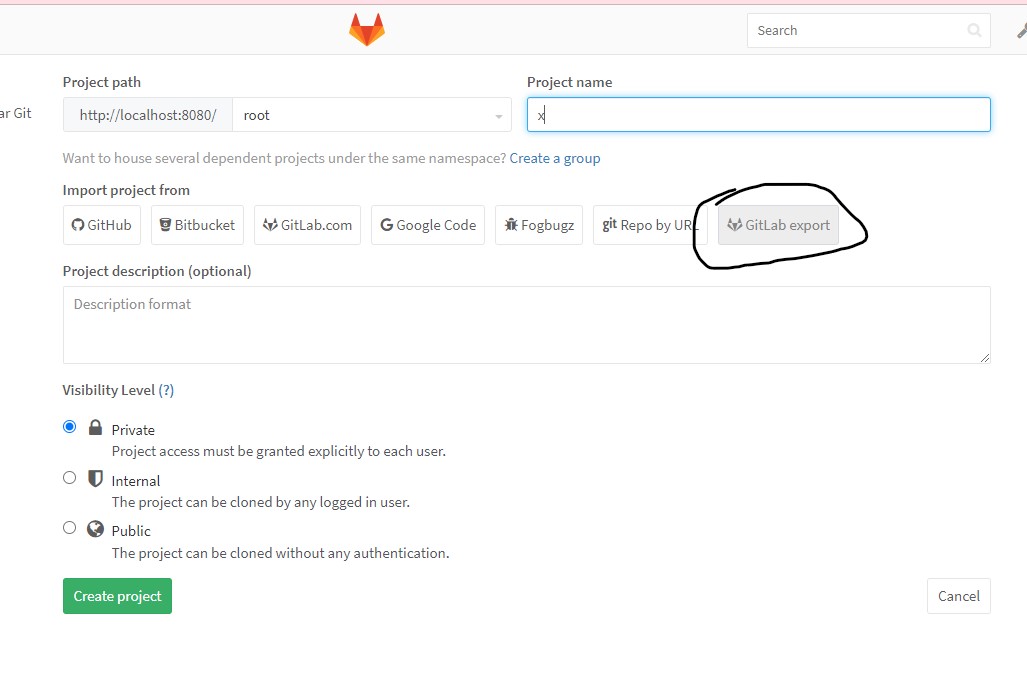 Search
Project path
Project name
ar Git
http://localhost:8080/
root
x
Want to house several dependent projects under the same namespace? Create a group
Import project from
GitHub
Bitbucket
GitLab.com
Google Code
Fogbugz
git Repo by URL
GitLab export
Project description (optional)
Description format
Visibility Level (?)
Private
Project access must be granted explicitly to each user.
Internal
The project can be cloned by any logged in user.
Public
The project can be cloned without any authentication.
Create project
Cancel